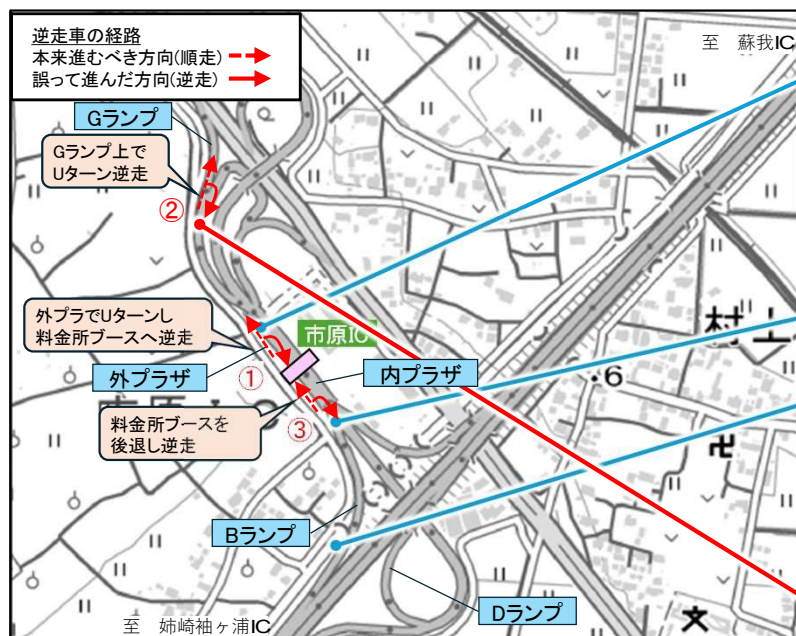 逆走車の経路
本来進むべき方向(順走)
誤って進んだ方向(逆走)
至 蘇我IC
Gランプ
Gランプ上で
Uターン逆走
②
外プラでUターンし
料金所ブースへ逆走
市原IC
村上
外プラザ
①
内プラザ
6
料金所ブースを
後退し逆走
③
Bランプ
Dランプ
至 姉崎袖ヶ浦IC